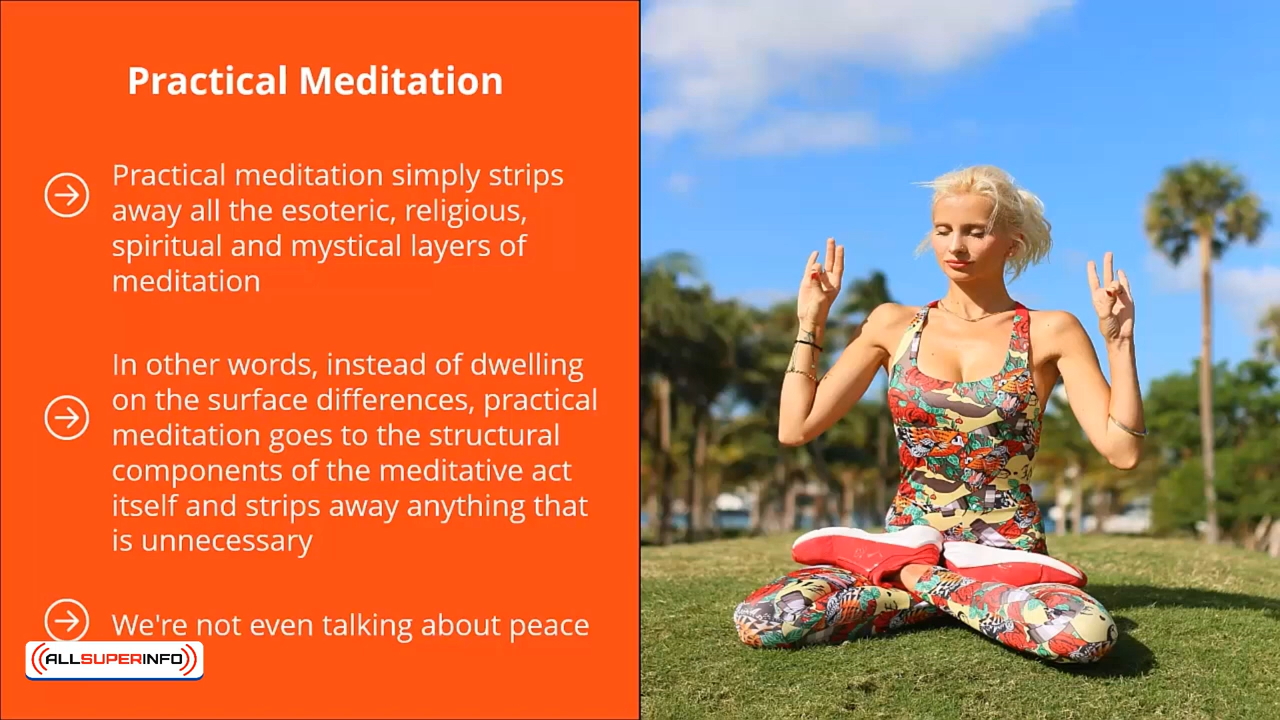 Practical Meditation
Practical meditation simply strips
away all the esoteric, religious,
spiritual and mystical layers of
meditation
In other words, instead of dwelling
on the surface differences, practical
meditation goes to the structural
components of the meditative act
itself and strips away anything that
is unnecessary
We're not even talking about peace
ALLSUPERINFO